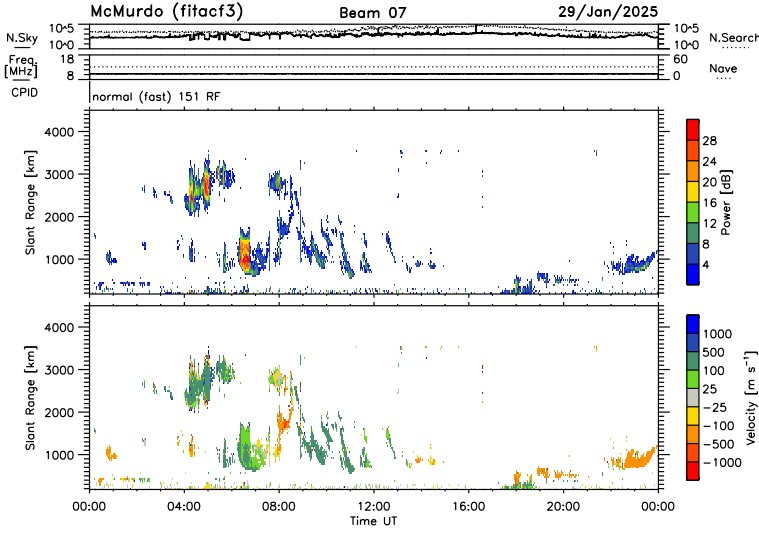 McMurdo (fitacf3) Beam 07 29/Jan/2025
N.Sky 10^5 10^0 10^5 10^0 N.Search
Freq. [MHz] 18 8 60 0 Nave
CPID normal (fast) 151 RF
4000
3000
2000
1000
Slant Range [km]
28
24
20
16
12
8
4
Power [dB]
4000
3000
2000
1000
Slant Range [km]
1000
500
100
25
-25
-100
-500
-1000
Velocity [m s⁻¹]
00:00 04:00 08:00 12:00 16:00 20:00 00:00
Time UT